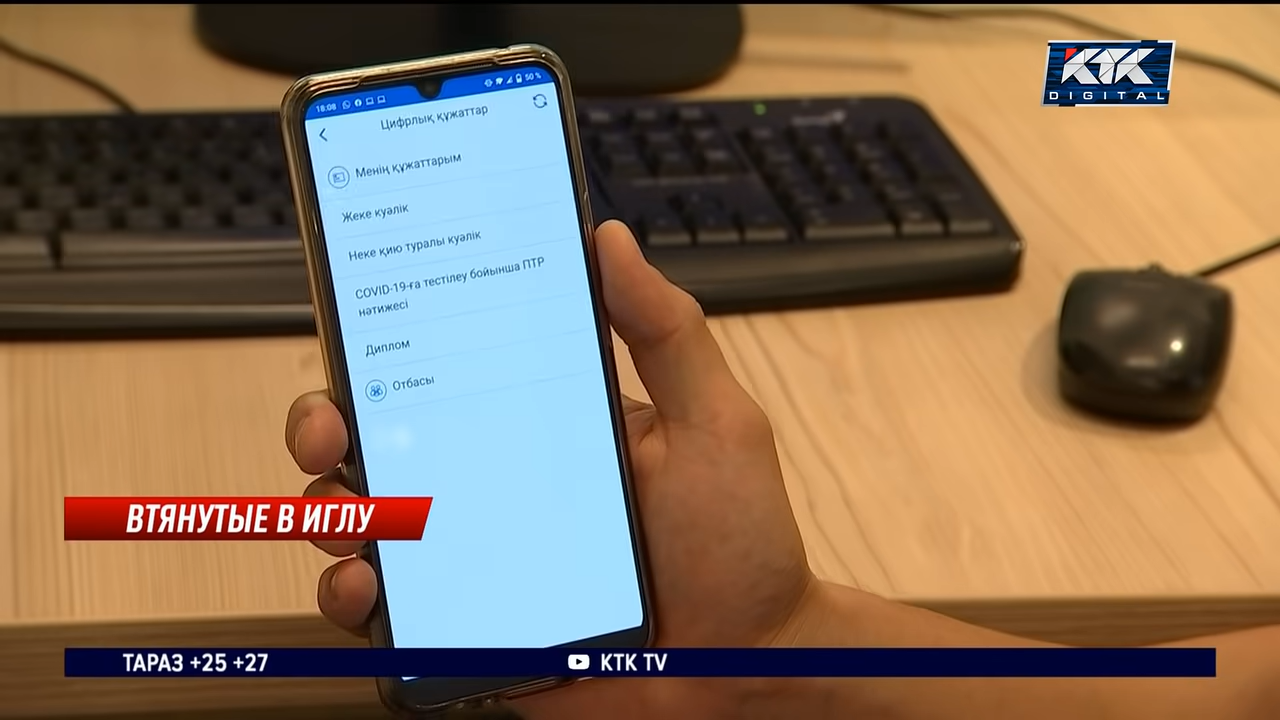 КТК
DIGITAL
18:08
50 %
Цифрлық құжаттар
Менің құжаттарым
Жеке куәлік
Неке қию туралы куәлік
COVID-19-ға тестілеу бойынша ПТР
нәтижесі
Диплом
Отбасы
ВТЯНУТЫЕ В ИГЛУ
ТАРАЗ +25 +27
KTK TV